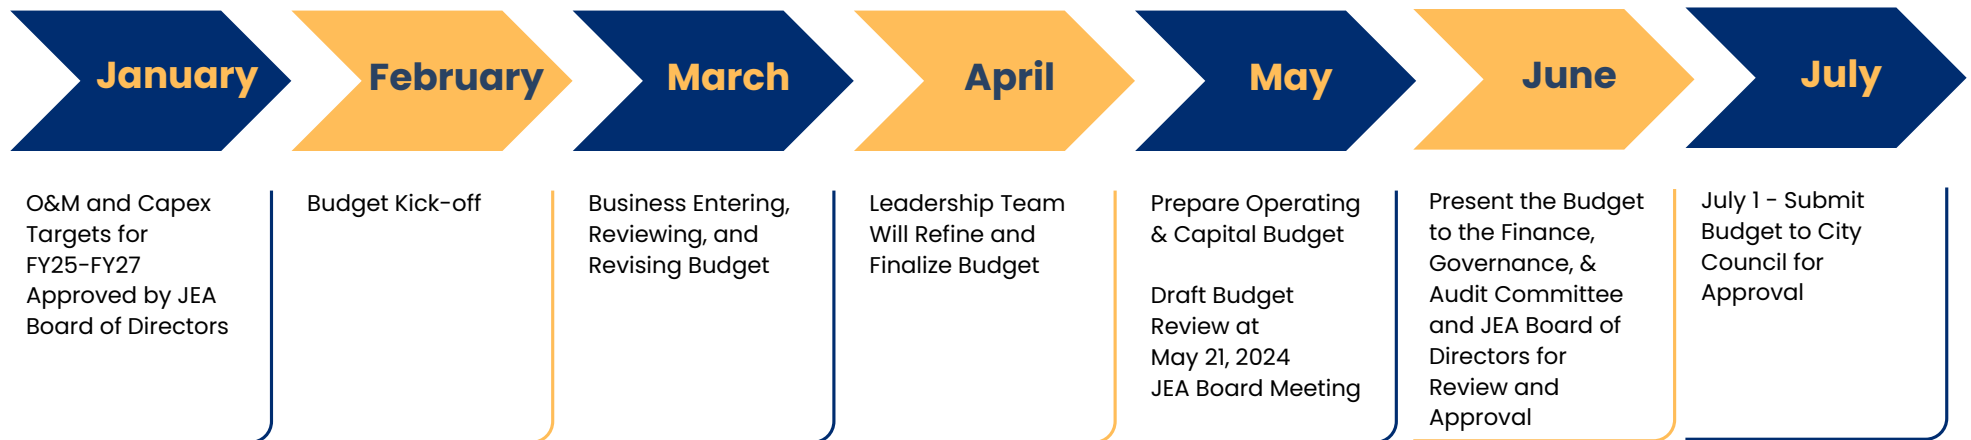 January
February
March
April
May
June
July
O&M and Capex
Targets for
FY25-FY27
Approved by JEA
Board of Directors
Budget Kick-off
Business Entering,
Reviewing, and
Revising Budget
Leadership Team
Will Refine and
Finalize Budget
Prepare Operating
& Capital Budget
Draft Budget
Review at
May 21, 2024
JEA Board Meeting
Present the Budget
to the Finance,
Governance, &
Audit Committee
and JEA Board of
Directors for
Review and
Approval
July 1 - Submit
Budget to City
Council for
Approval